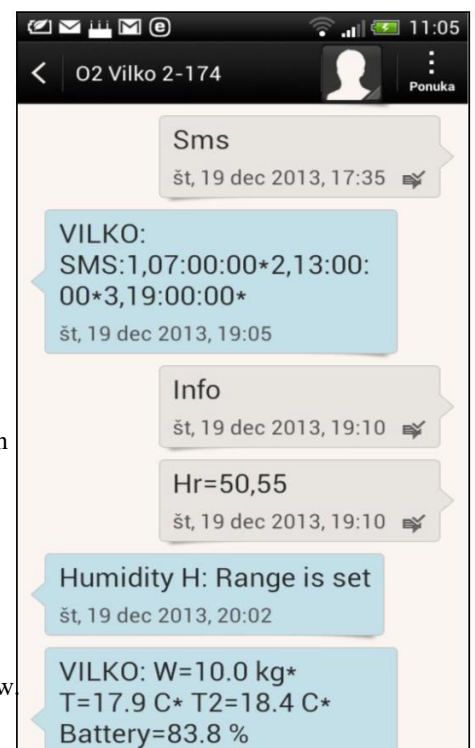 11:05
O2 Vilko 2-174
Ponuka
Sms
št, 19 dec 2013, 17:35
VILKO:
SMS:1,07:00:00*2,13:00:
00*3,19:00:00*
št, 19 dec 2013, 19:05
Info
št, 19 dec 2013, 19:10
Hr=50,55
št, 19 dec 2013, 19:10
Humidity H: Range is set
št, 19 dec 2013, 20:02
VILKO: W=10.0 kg*
T=17.9 C* T2=18.4 C*
Battery=83.8 %